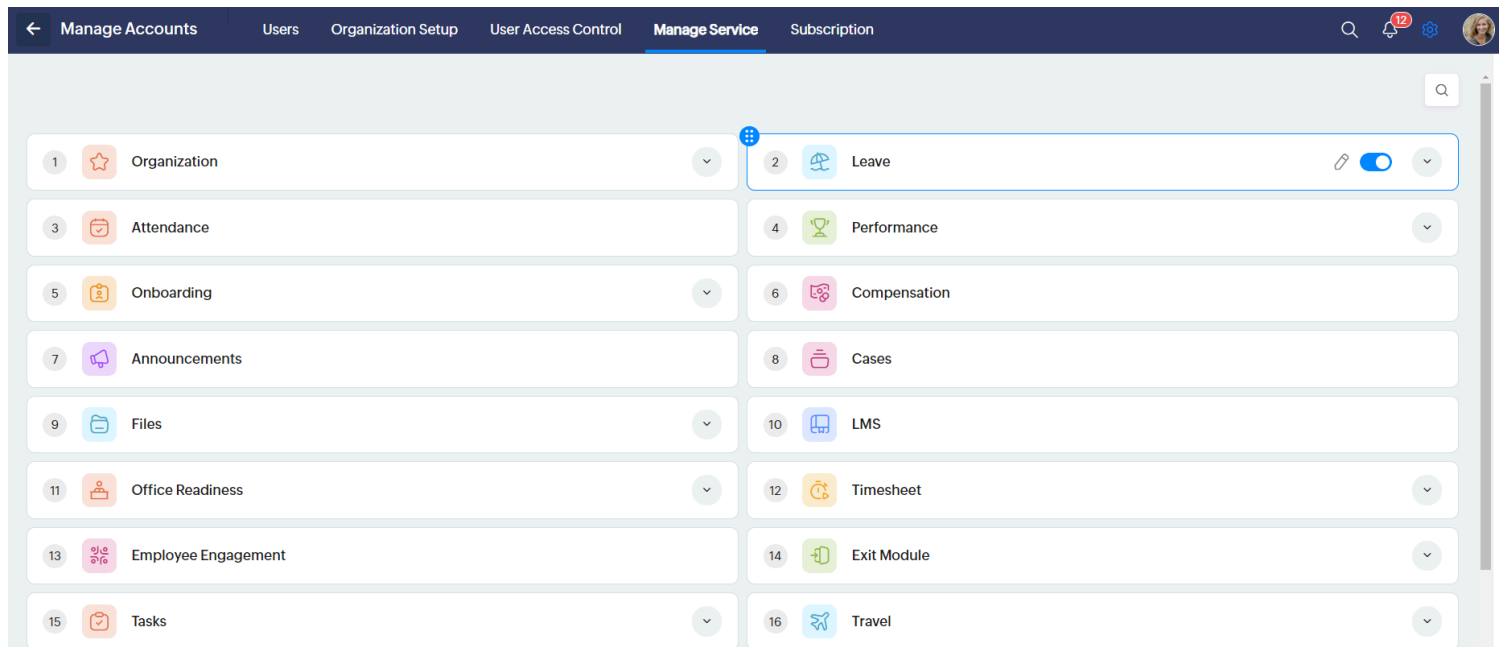 Manage Accounts Users Organization Setup User Access Control Manage Service Subscription 12
1 Organization
2 Leave
3 Attendance
4 Performance
5 Onboarding
6 Compensation
7 Announcements
8 Cases
9 Files
10 LMS
11 Office Readiness
12 Timesheet
13 Employee Engagement
14 Exit Module
15 Tasks
16 Travel